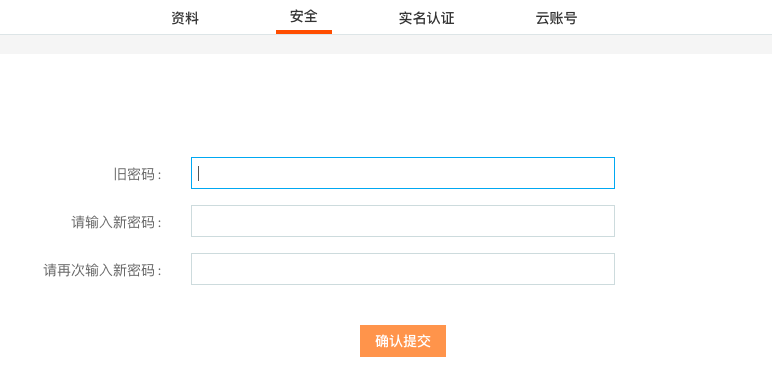 资料 安全 实名认证 云账号
旧密码 :
请输入新密码 :
请再次输入新密码 :
确认提交